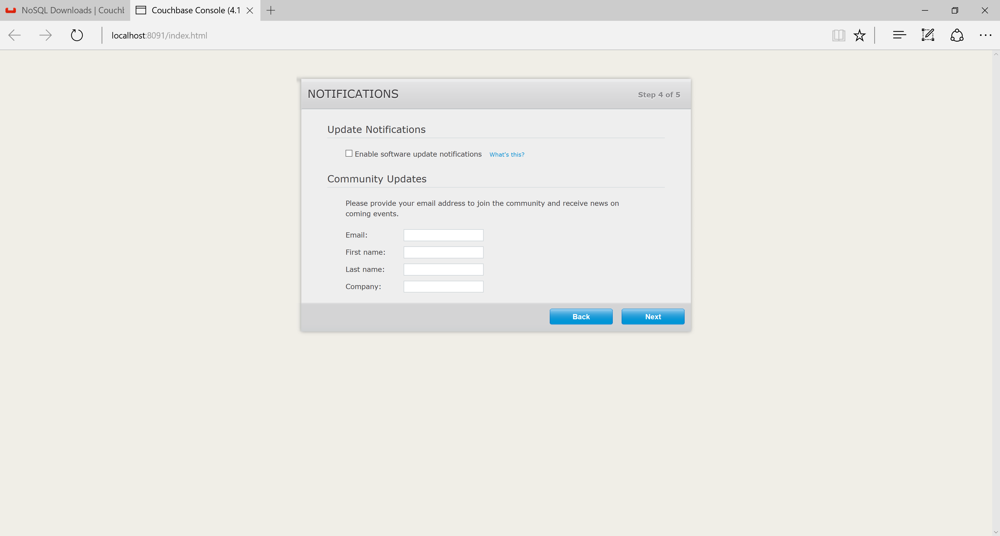 NoSQL Downloads | Couchb
Couchbase Console (4.1
localhost:8091/index.html
NOTIFICATIONS
Step 4 of 5
Update Notifications
Enable software update notifications What's this?
Community Updates
Please provide your email address to join the community and receive news on
coming events.
Email:
First name:
Last name:
Company:
Back
Next